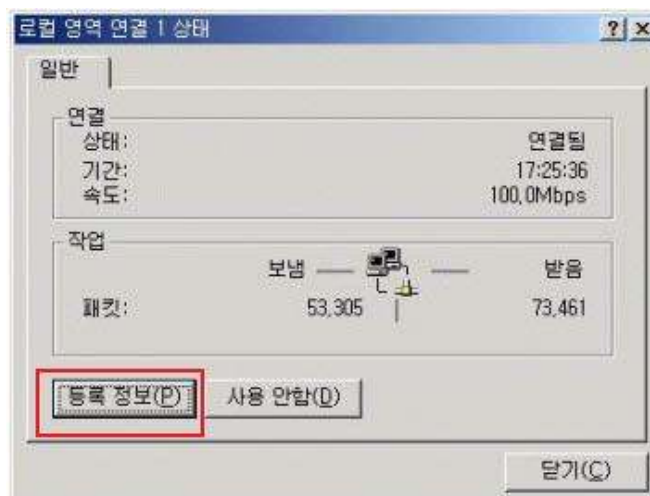 로컬 영역 연결 1 상태
일반
연결
상태: 연결됨
기간: 17:25:36
속도: 100,0Mbps
작업
보냄 받음
패킷: 53,305 73,461
등록 정보(P) 사용 안함(D)
닫기(C)